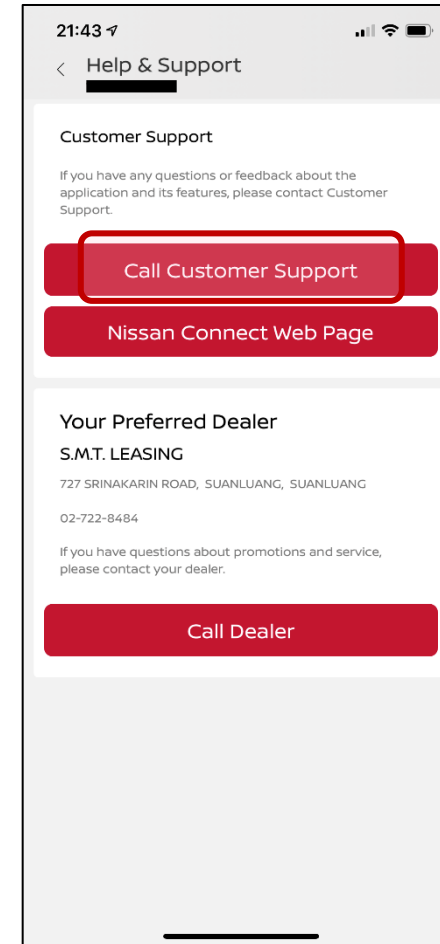 21:43
Help & Support
Customer Support
If you have any questions or feedback about the
application and its features, please contact Customer
Support.
Call Customer Support
Nissan Connect Web Page
Your Preferred Dealer
S.M.T. LEASING
727 SRINAKARIN ROAD, SUANLUANG, SUANLUANG
02-722-8484
If you have questions about promotions and service,
please contact your dealer.
Call Dealer